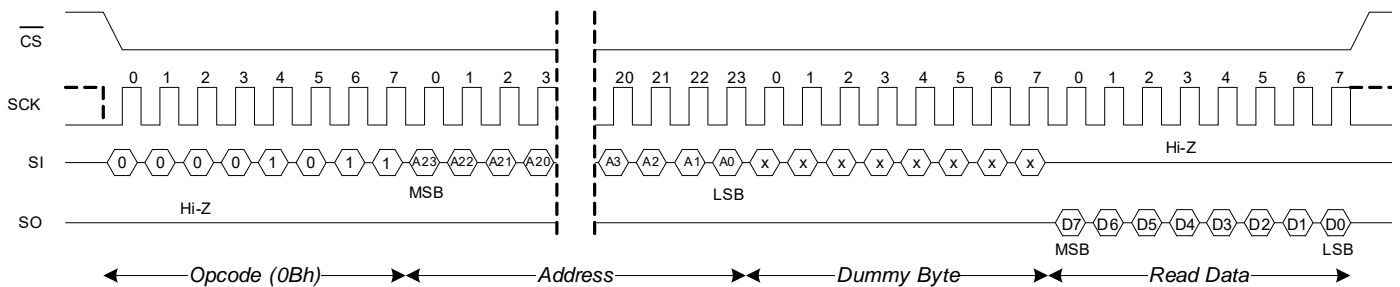 CS
0 1 2 3 4 5 6 7 0 1 2 3 20 21 22 23 0 1 2 3 4 5 6 7 0 1 2 3 4 5 6 7
SCK
Hi-Z
SI 0 0 0 0 1 0 1 1 A23 A22 A21 A20 A3 A2 A1 A0 x x x x x x x x
MSB LSB
Hi-Z
SO D7 D6 D5 D4 D3 D2 D1 D0
MSB LSB
Opcode (0Bh) Address Dummy Byte Read Data